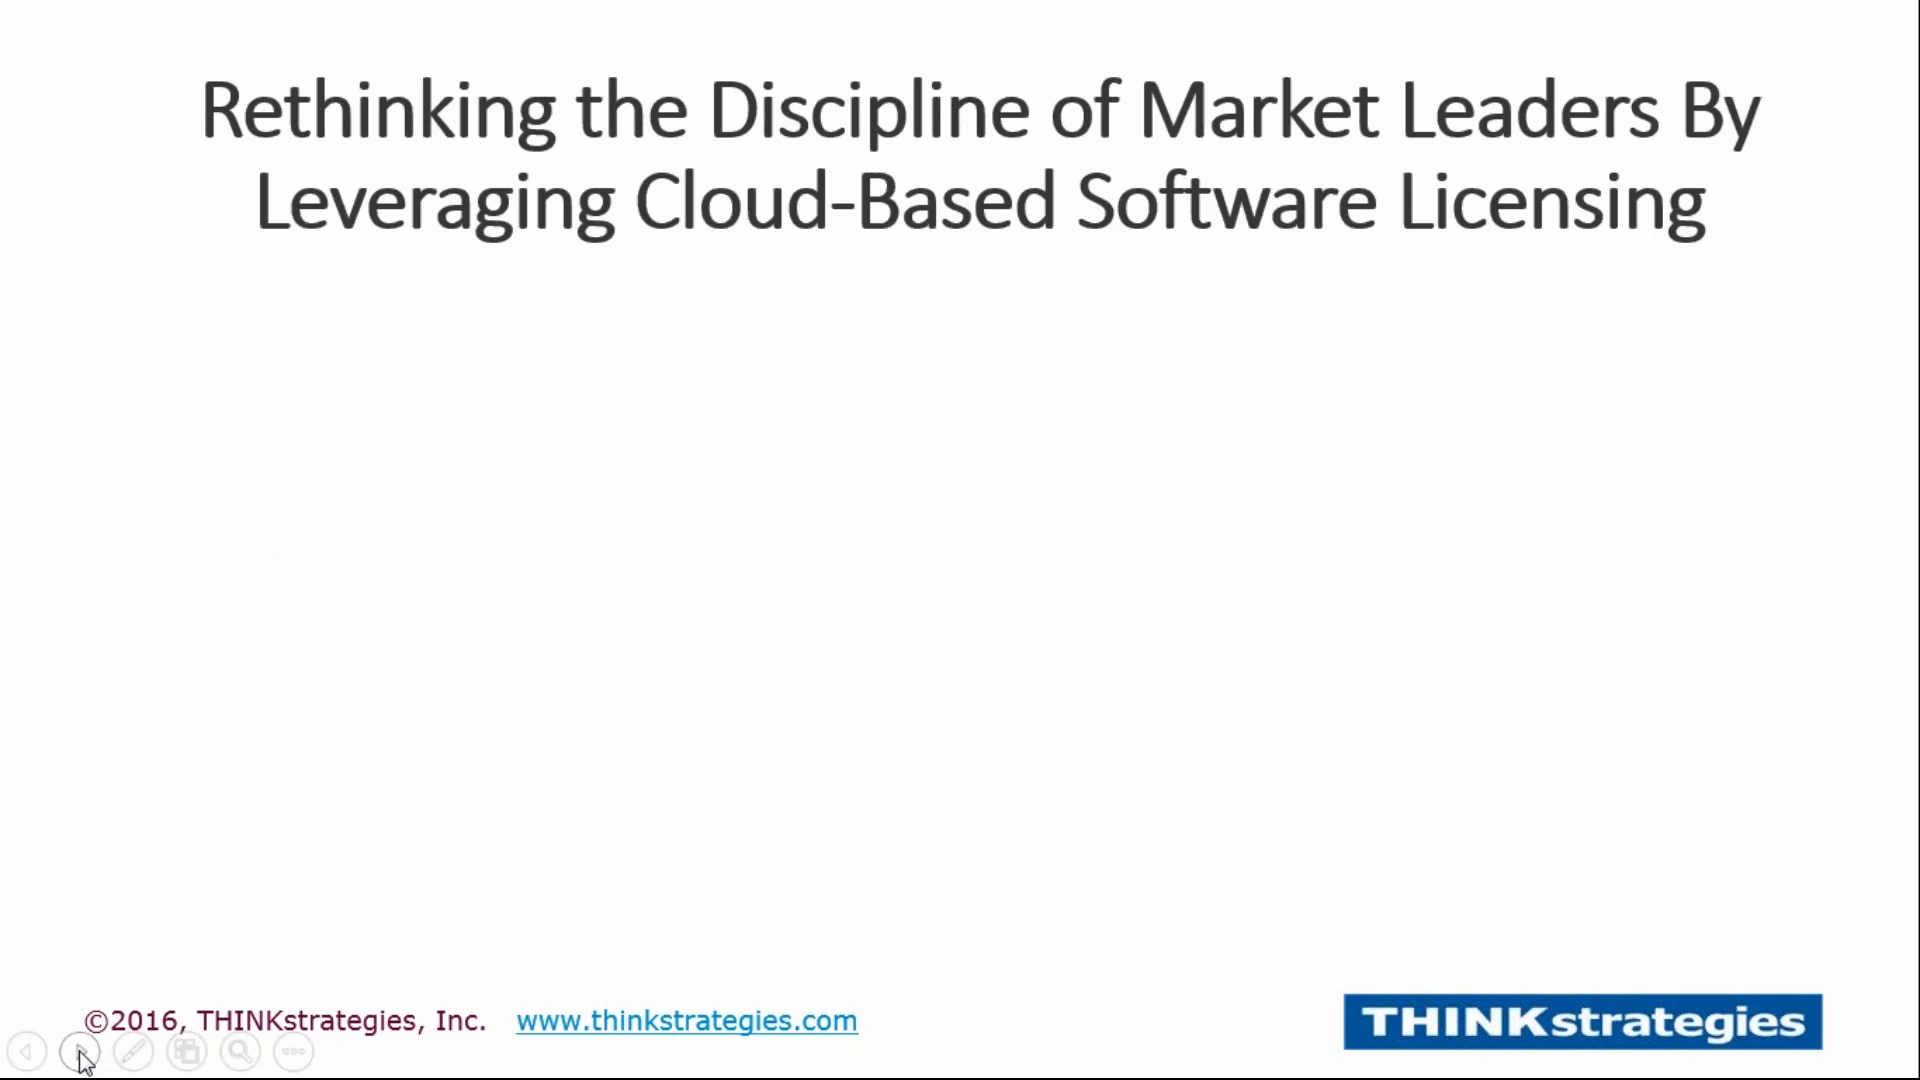 Rethinking the Discipline of Market Leaders By
Leveraging Cloud-Based Software Licensing
©2016, THINKstrategies, Inc. www.thinkstrategies.com
THINKstrategies